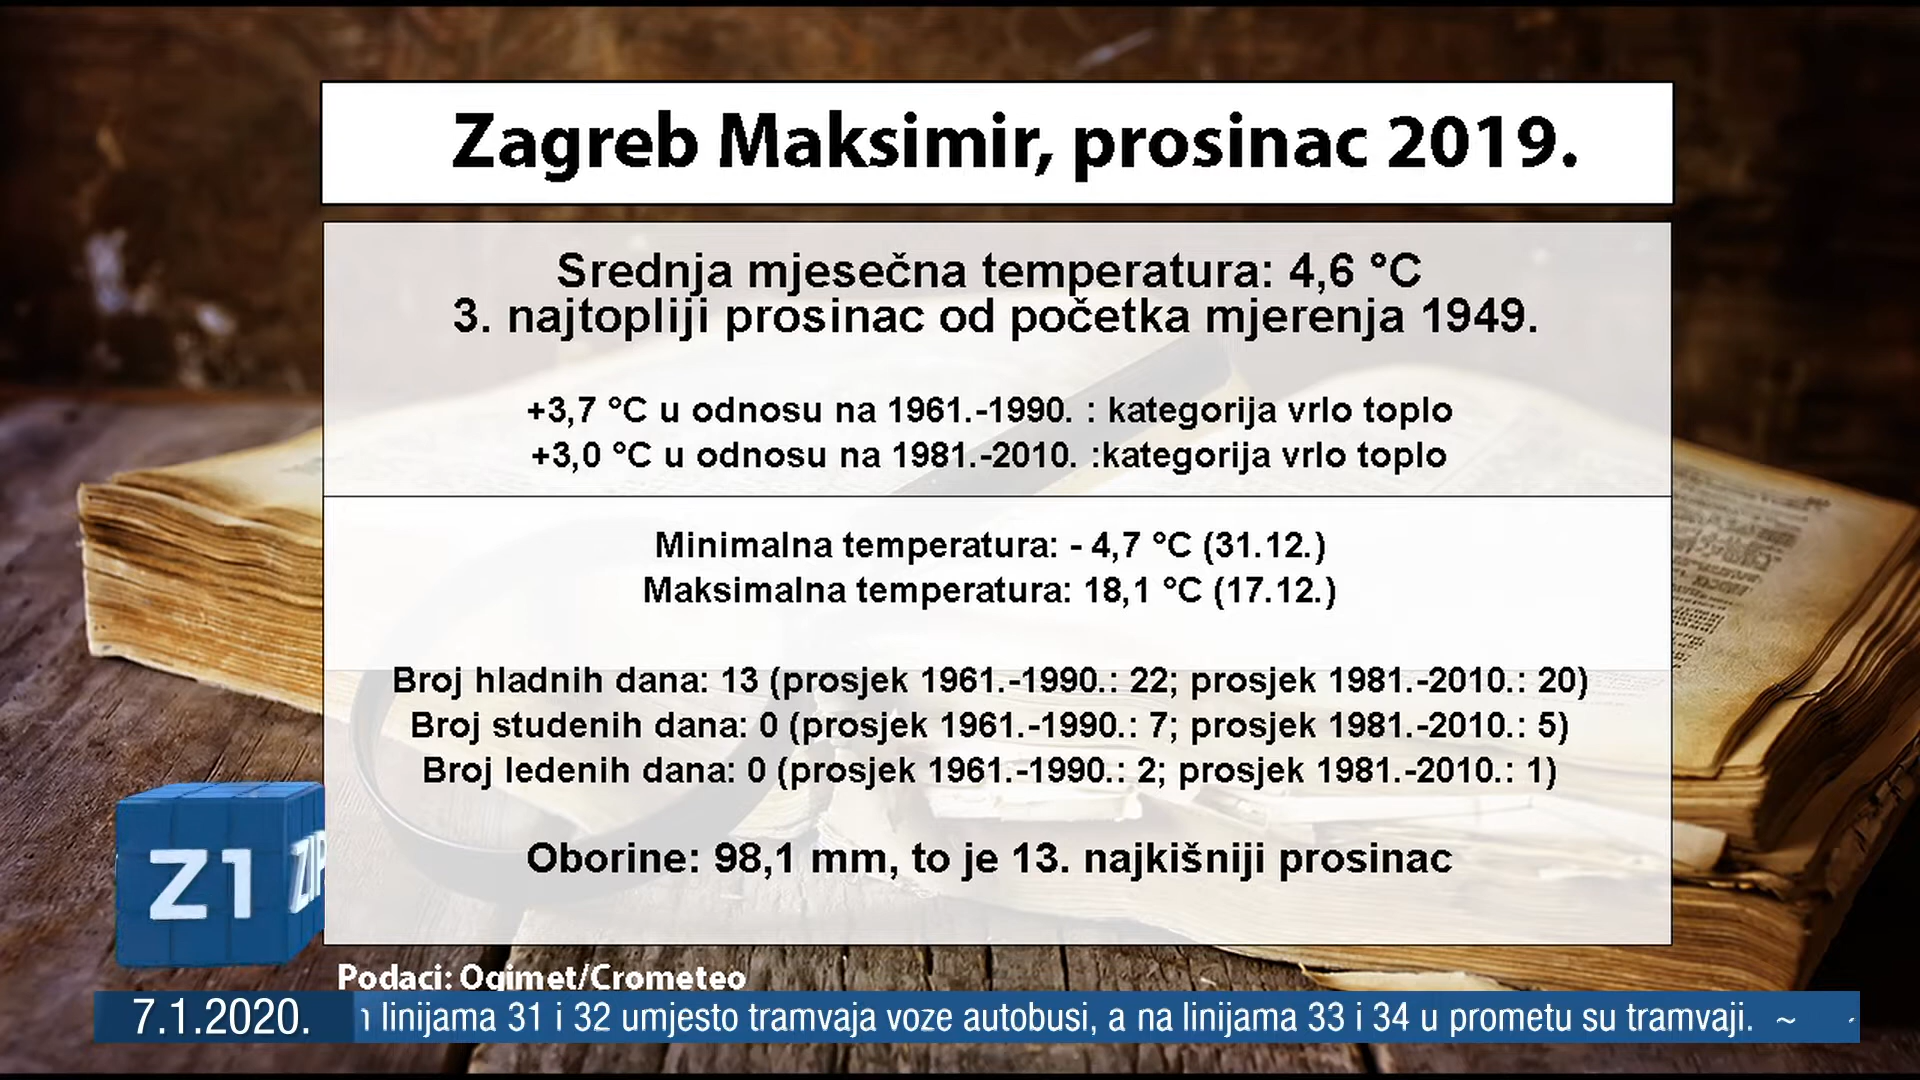 Zagreb Maksimir, prosinac 2019.
Srednja mjesečna temperatura: 4,6 °C
3. najtopliji prosinac od početka mjerenja 1949.
+3,7 °C u odnosu na 1961.-1990. : kategorija vrlo toplo
+3,0 °C u odnosu na 1981.-2010. :kategorija vrlo toplo
Minimalna temperatura: - 4,7 °C (31.12.)
Maksimalna temperatura: 18,1 °C (17.12.)
Broj hladnih dana: 13 (prosjek 1961.-1990.: 22; prosjek 1981.-2010.: 20)
Broj studenih dana: 0 (prosjek 1961.-1990.: 7; prosjek 1981.-2010.: 5)
Broj ledenih dana: 0 (prosjek 1961.-1990.: 2; prosjek 1981.-2010.: 1)
Oborine: 98,1 mm, to je 13. najkišniji prosinac
Z1
ZIP
Podaci: Ogimet/Crometeo
7.1.2020.
linijama 31 i 32 umjesto tramvaja voze autobusi, a na linijama 33 i 34 u prometu su tramvaji. ~